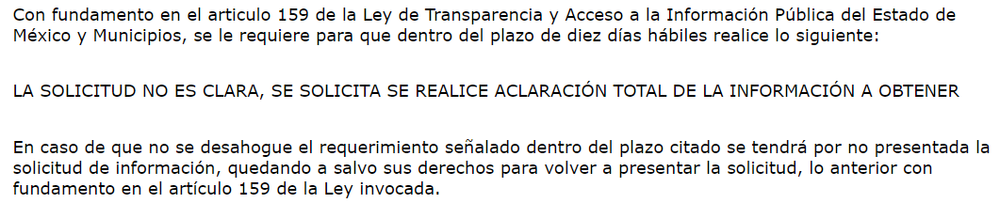 Con fundamento en el articulo 159 de la Ley de Transparencia y Acceso a la Información Pública del Estado de
México y Municipios, se le requiere para que dentro del plazo de diez días hábiles realice lo siguiente:
LA SOLICITUD NO ES CLARA, SE SOLICITA SE REALICE ACLARACIÓN TOTAL DE LA INFORMACIÓN A OBTENER
En caso de que no se desahogue el requerimiento señalado dentro del plazo citado se tendrá por no presentada la
solicitud de información, quedando a salvo sus derechos para volver a presentar la solicitud, lo anterior con
fundamento en el artículo 159 de la Ley invocada.